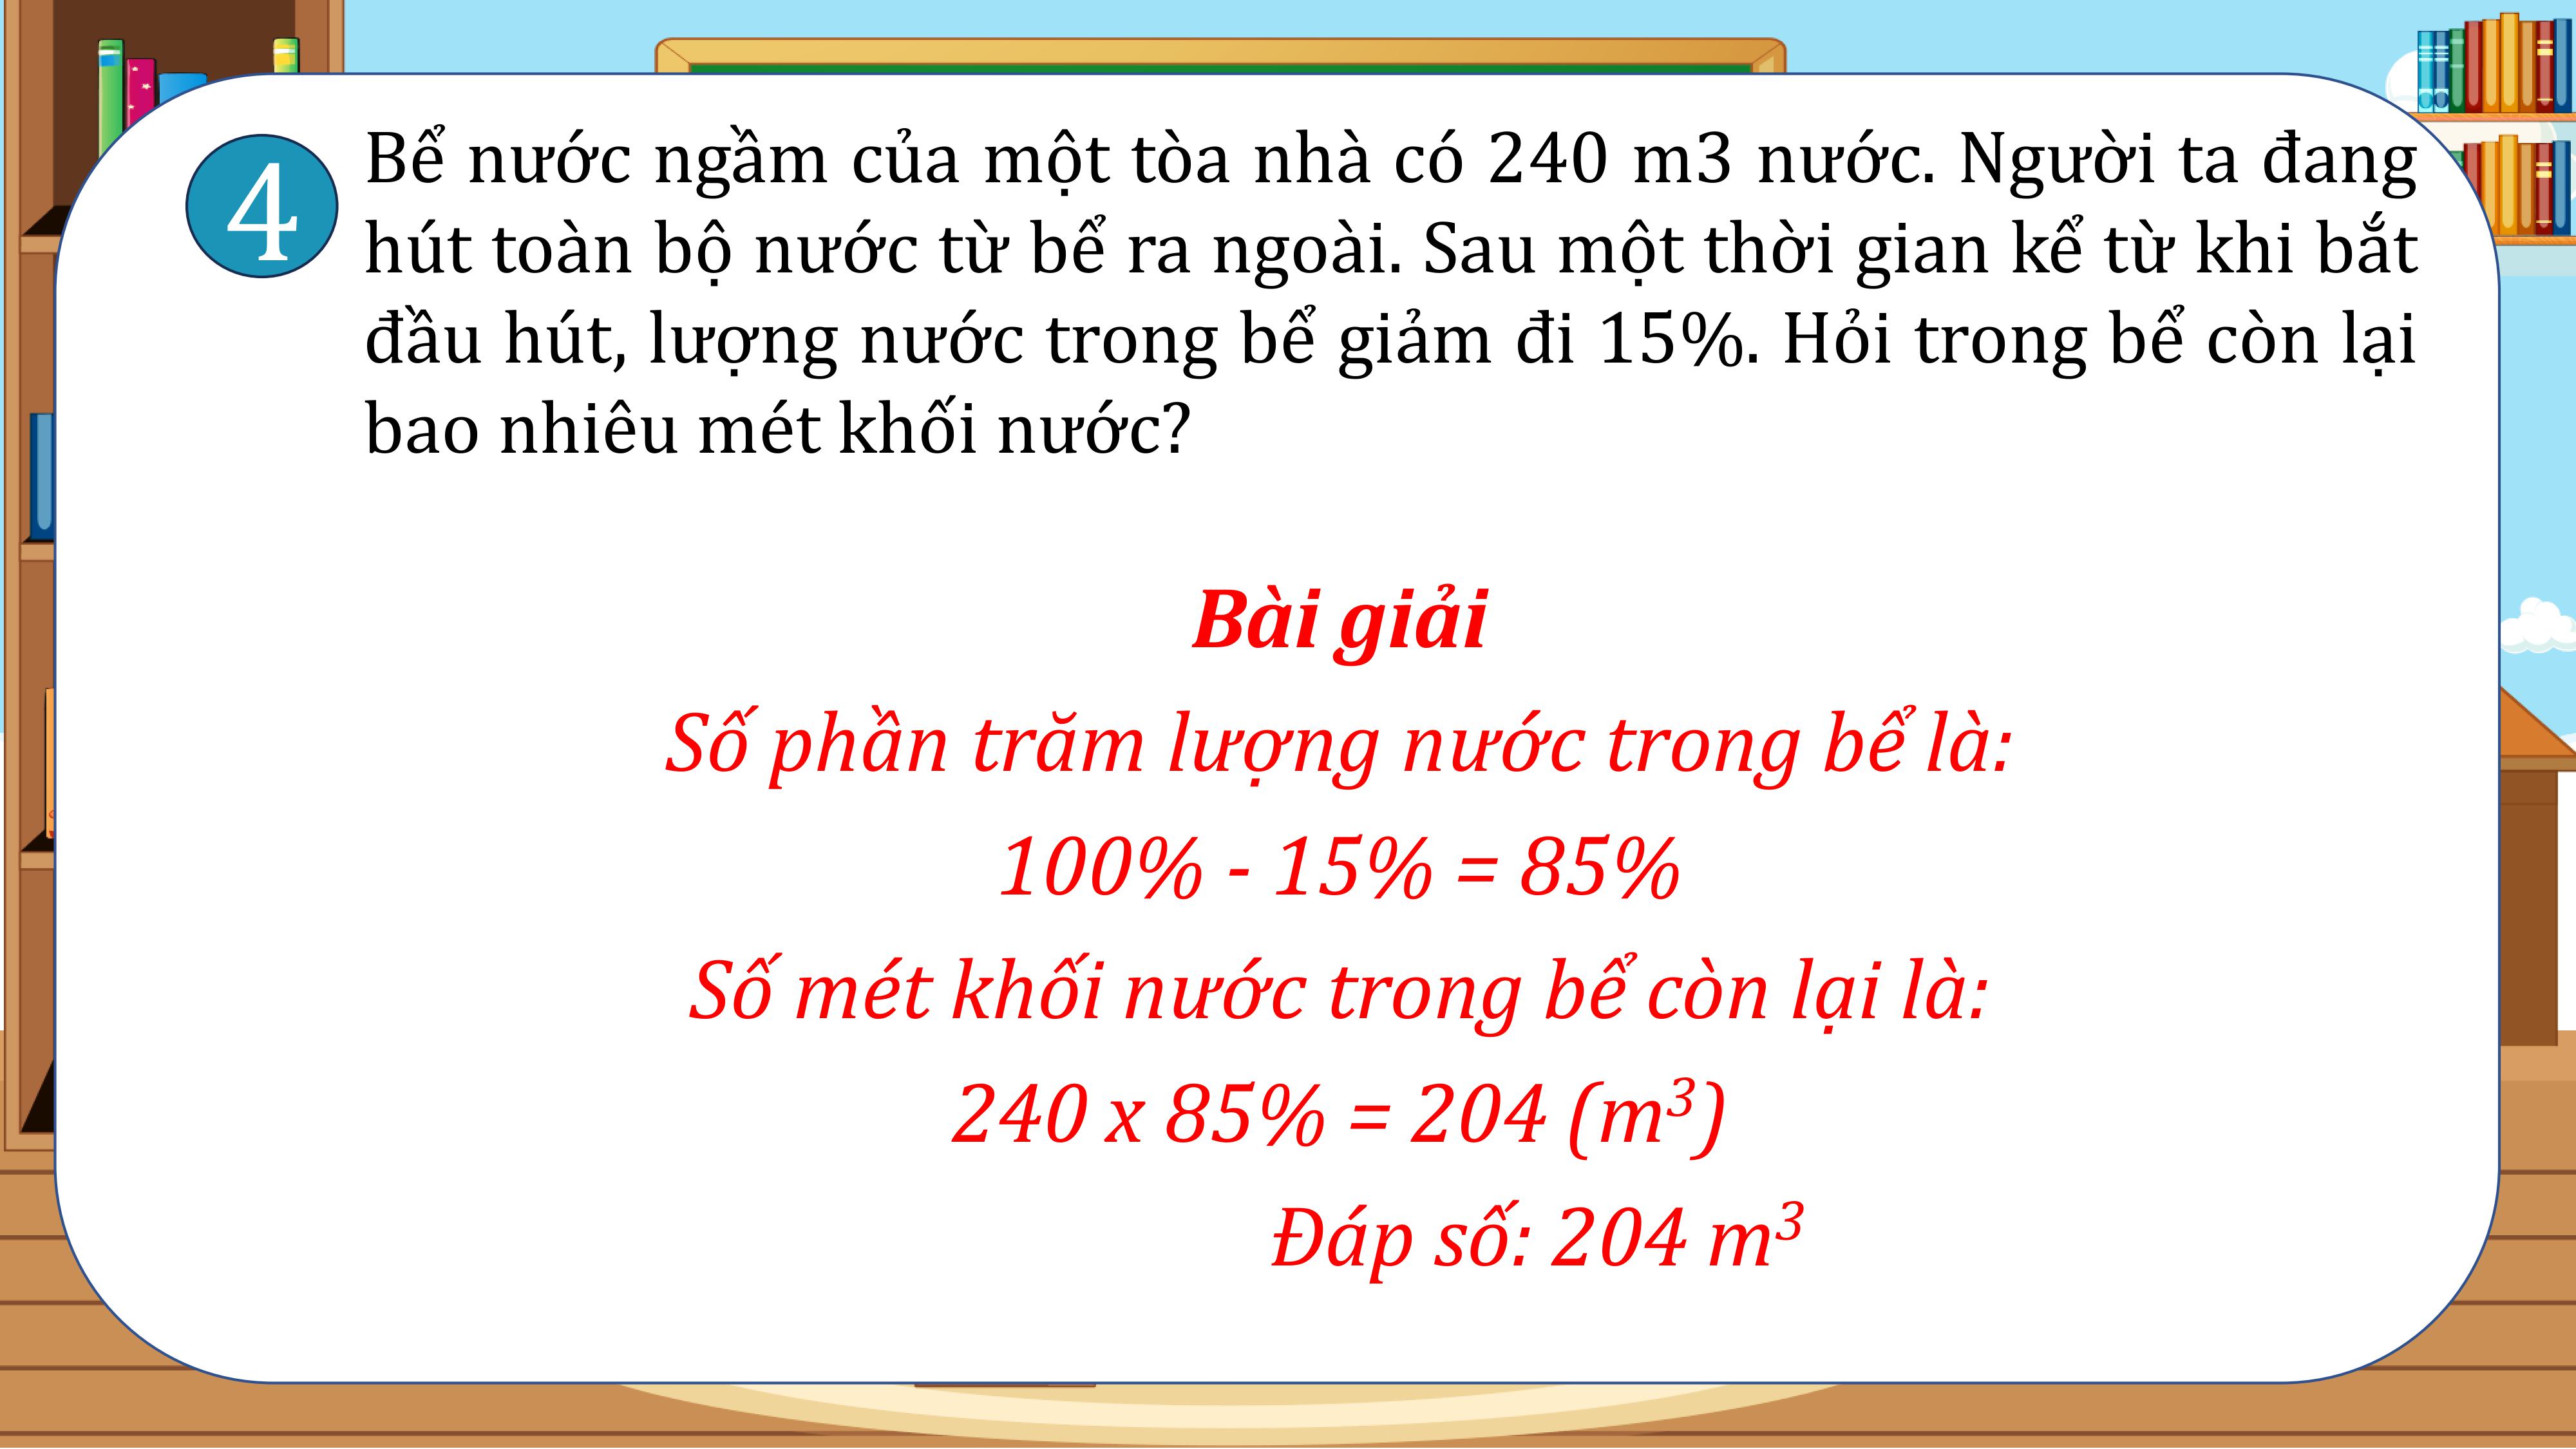 4
Bể nước ngầm của một tòa nhà có 240 m3 nước. Người ta đang
hút toàn bộ nước từ bể ra ngoài. Sau một thời gian kể từ khi bắt
đầu hút, lượng nước trong bể giảm đi 15%. Hỏi trong bể còn lại
bao nhiêu mét khối nước?
Bài giải
Số phần trăm lượng nước trong bể là:
100% - 15% = 85%
Số mét khối nước trong bể còn lại là:
240 x 85% = 204 (m³)
Đáp số: 204 m³